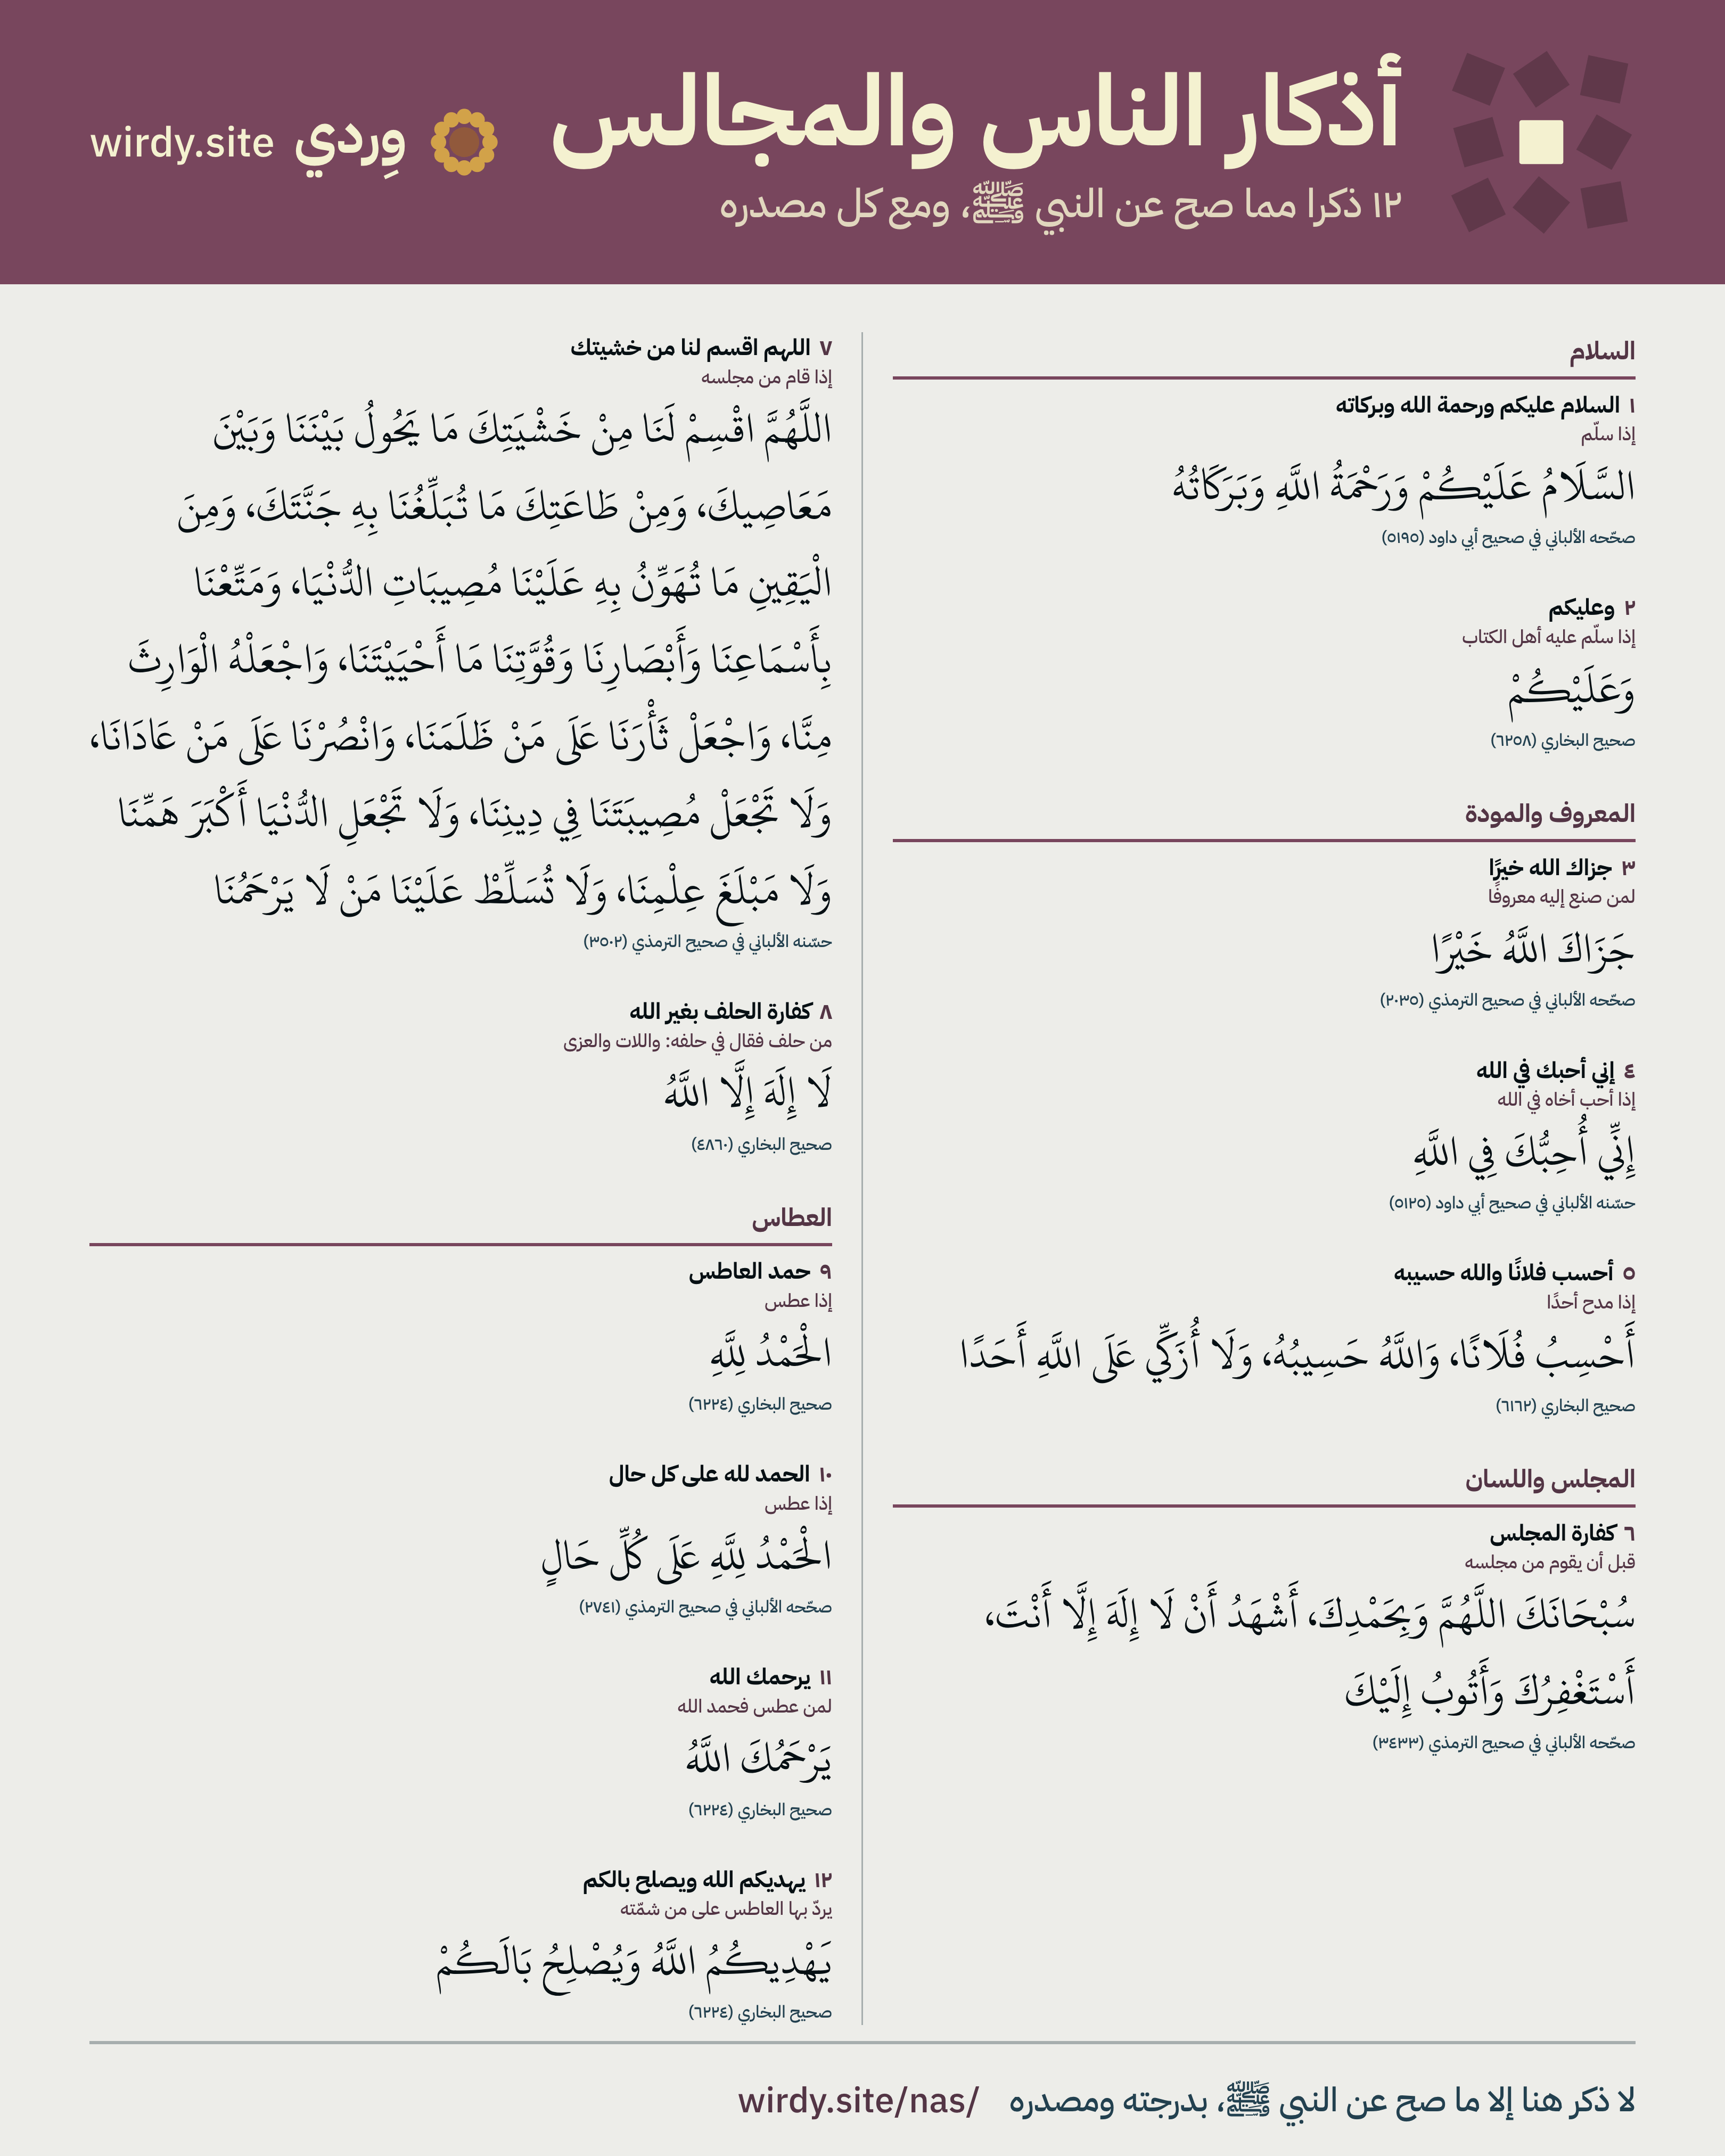 أذكار الناس والمجالس
١٢ ذكرا مما صح عن النبي ﷺ، ومع كل مصدره
وِردي wirdy.site
السلام
١ السلام عليكم ورحمة الله وبركاته
إذا سلّم
السَّلَامُ عَلَيْكُمْ وَرَحْمَةُ اللَّهِ وَبَرَكَاتُهُ
صحّحه الألباني في صحيح أبي داود (٥١٩٥)
٢ وعليكم
إذا سلّم عليه أهل الكتاب
وَعَلَيْكُمْ
صحيح البخاري (٦٢٥٨)
المعروف والمودة
٣ جزاك الله خيرًا
لمن صنع إليه معروفًا
جَزَاكَ اللَّهُ خَيْرًا
صحّحه الألباني في صحيح الترمذي (٢٠٣٥)
٤ إني أحبك في الله
إذا أحب أخاه في الله
إِنِّي أُحِبُّكَ فِي اللَّهِ
حسّنه الألباني في صحيح أبي داود (٥١٢٥)
٥ أحسب فلانًا والله حسيبه
إذا مدح أحدًا
أَحْسِبُ فُلَانًا، وَاللَّهُ حَسِيبُهُ، وَلَا أُزَكِّي عَلَى اللَّهِ أَحَدًا
صحيح البخاري (٦١٦٢)
المجلس واللسان
٦ كفارة المجلس
قبل أن يقوم من مجلسه
سُبْحَانَكَ اللَّهُمَّ وَبِحَمْدِكَ، أَشْهَدُ أَنْ لَا إِلَهَ إِلَّا أَنْتَ،
أَسْتَغْفِرُكَ وَأَتُوبُ إِلَيْكَ
صحّحه الألباني في صحيح الترمذي (٣٤٣٣)
٧ اللهم اقسم لنا من خشيتك
إذا قام من مجلسه
اللَّهُمَّ اقْسِمْ لَنَا مِنْ خَشْيَتِكَ مَا يَحُولُ بَيْنَنَا وَبَيْنَ
مَعَاصِيكَ، وَمِنْ طَاعَتِكَ مَا تُبَلِّغُنَا بِهِ جَنَّتَكَ، وَمِنَ
الْيَقِينِ مَا تُهَوِّنُ بِهِ عَلَيْنَا مُصِيبَاتِ الدُّنْيَا، وَمَتِّعْنَا
بِأَسْمَاعِنَا وَأَبْصَارِنَا وَقُوَّتِنَا مَا أَحْيَيْتَنَا، وَاجْعَلْهُ الْوَارِثَ
مِنَّا، وَاجْعَلْ ثَأْرَنَا عَلَى مَنْ ظَلَمَنَا، وَانْصُرْنَا عَلَى مَنْ عَادَانَا،
وَلَا تَجْعَلْ مُصِيبَتَنَا فِي دِينِنَا، وَلَا تَجْعَلِ الدُّنْيَا أَكْبَرَ هَمِّنَا
وَلَا مَبْلَغَ عِلْمِنَا، وَلَا تُسَلِّطْ عَلَيْنَا مَنْ لَا يَرْحَمُنَا
حسّنه الألباني في صحيح الترمذي (٣٥٠٢)
٨ كفارة الحلف بغير الله
من حلف فقال في حلفه: واللات والعزى
لَا إِلَهَ إِلَّا اللَّهُ
صحيح البخاري (٤٨٦٠)
العطاس
٩ حمد العاطس
إذا عطس
الْحَمْدُ لِلَّهِ
صحيح البخاري (٦٢٢٤)
١٠ الحمد لله على كل حال
إذا عطس
الْحَمْدُ لِلَّهِ عَلَى كُلِّ حَالٍ
صحّحه الألباني في صحيح الترمذي (٢٧٤١)
١١ يرحمك الله
لمن عطس فحمد الله
يَرْحَمُكَ اللَّهُ
صحيح البخاري (٦٢٢٤)
١٢ يهديكم الله ويصلح بالكم
يردّ بها العاطس على من شمّته
يَهْدِيكُمُ اللَّهُ وَيُصْلِحُ بَالَكُمْ
صحيح البخاري (٦٢٢٤)
لا ذكر هنا إلا ما صح عن النبي ﷺ، بدرجته ومصدره wirdy.site/nas/